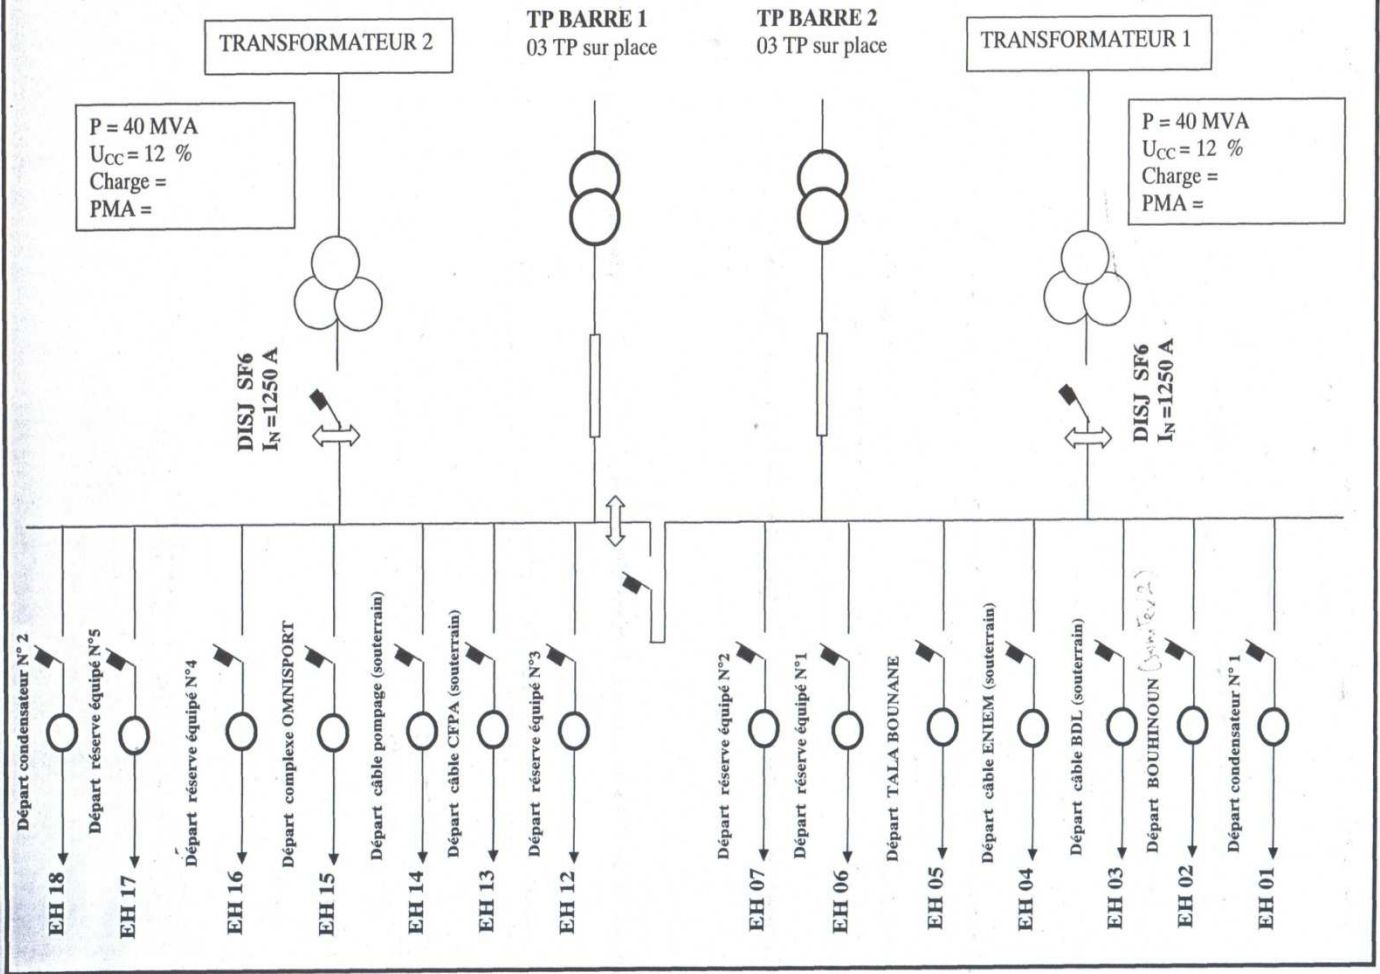 TRANSFORMATEUR 2
TP BARRE 1
03 TP sur place
TP BARRE 2
03 TP sur place
TRANSFORMATEUR 1
P = 40 MVA
UCC = 12 %
Charge =
PMA =
P = 40 MVA
UCC = 12 %
Charge =
PMA =
DISJ SF6
IN =1250 A
DISJ SF6
IN =1250 A
Départ condensateur N° 2
EH 18
Départ réserve équipé N°5
EH 17
Départ réserve équipé N°4
EH 16
Départ complexe OMNISPORT
EH 15
Départ câble pompage (souterrain)
EH 14
Départ câble CFPA (souterrain)
EH 13
Départ réserve équipé N°3
EH 12
Départ réserve équipé N°2
EH 07
Départ réserve équipé N°1
EH 06
Départ TALA BOUNANE
EH 05
Départ câble ENIEM (souterrain)
EH 04
Départ câble BDL (souterrain)
EH 03
Départ BOUHINOUN
EH 02
Départ condensateur N° 1
EH 01